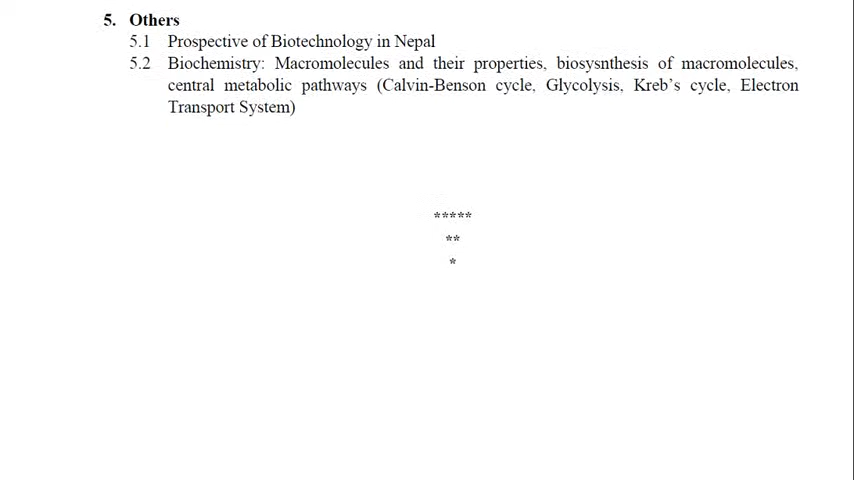 5. Others
5.1 Prospective of Biotechnology in Nepal
5.2 Biochemistry: Macromolecules and their properties, biosysnthesis of macromolecules,
central metabolic pathways (Calvin-Benson cycle, Glycolysis, Kreb's cycle, Electron
Transport System)
*****
**
*